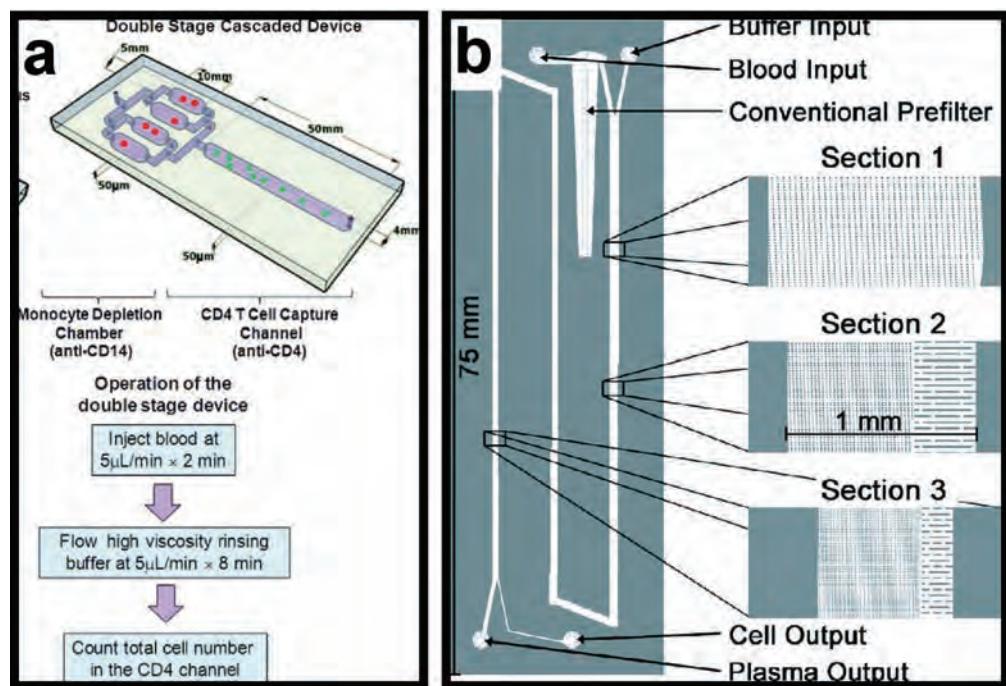 a
Double Stage Cascaded Device
5mm
10mm
50mm
50μm
50μm
4mm
Monocyte Depletion
Chamber
(anti-CD14)
CD4 T Cell Capture
Channel
(anti-CD4)
Operation of the
double stage device
Inject blood at
5μL/min × 2 min
Flow high viscosity rinsing
buffer at 5μL/min × 8 min
Count total cell number
in the CD4 channel
b
Buffer Input
Blood Input
Conventional Prefilter
Section 1
Section 2
1 mm
Section 3
75 mm
Cell Output
Plasma Output